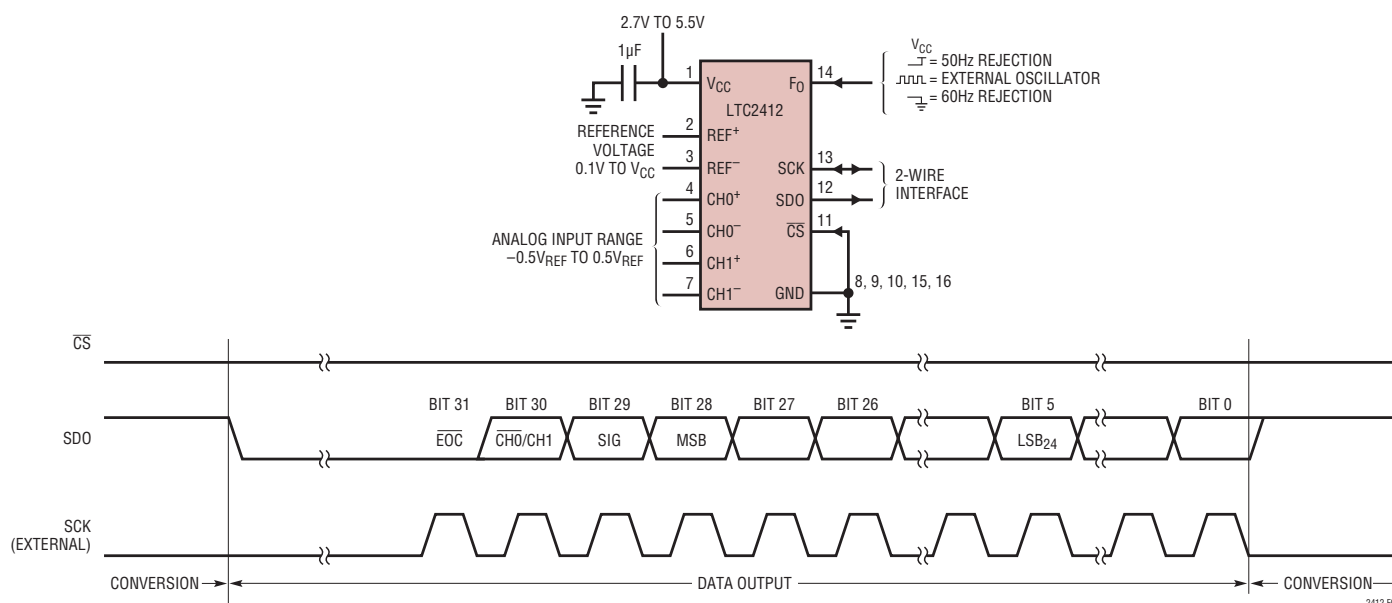 2.7V TO 5.5V
1µF
1 VCC
LTC2412
FO 14
VCC
= 50Hz REJECTION
= EXTERNAL OSCILLATOR
= 60Hz REJECTION
REFERENCE
VOLTAGE
0.1V TO VCC
2 REF+
3 REF–
ANALOG INPUT RANGE
–0.5VREF TO 0.5VREF
4 CH0+
5 CH0–
6 CH1+
7 CH1–
SCK 13
SDO 12
2-WIRE
INTERFACE
CS 11
GND 8, 9, 10, 15, 16
CS
SDO
BIT 31 BIT 30 BIT 29 BIT 28 BIT 27 BIT 26 BIT 5 BIT 0
EOC CH0/CH1 SIG MSB LSB24
SCK
(EXTERNAL)
CONVERSION DATA OUTPUT CONVERSION